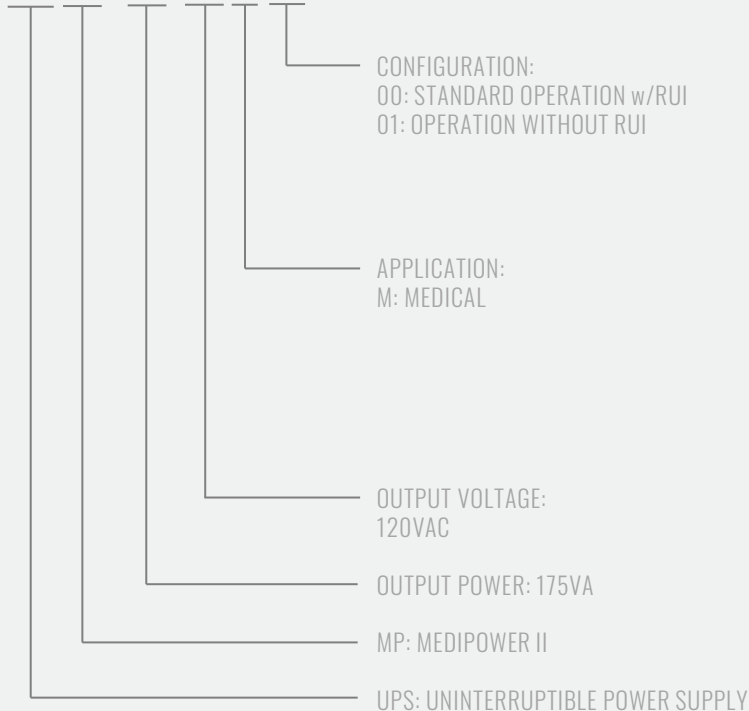 CONFIGURATION:
00: STANDARD OPERATION w/RUI
01: OPERATION WITHOUT RUI
APPLICATION:
M: MEDICAL
OUTPUT VOLTAGE:
120VAC
OUTPUT POWER: 175VA
MP: MEDIPOWER II
UPS: UNINTERRUPTIBLE POWER SUPPLY